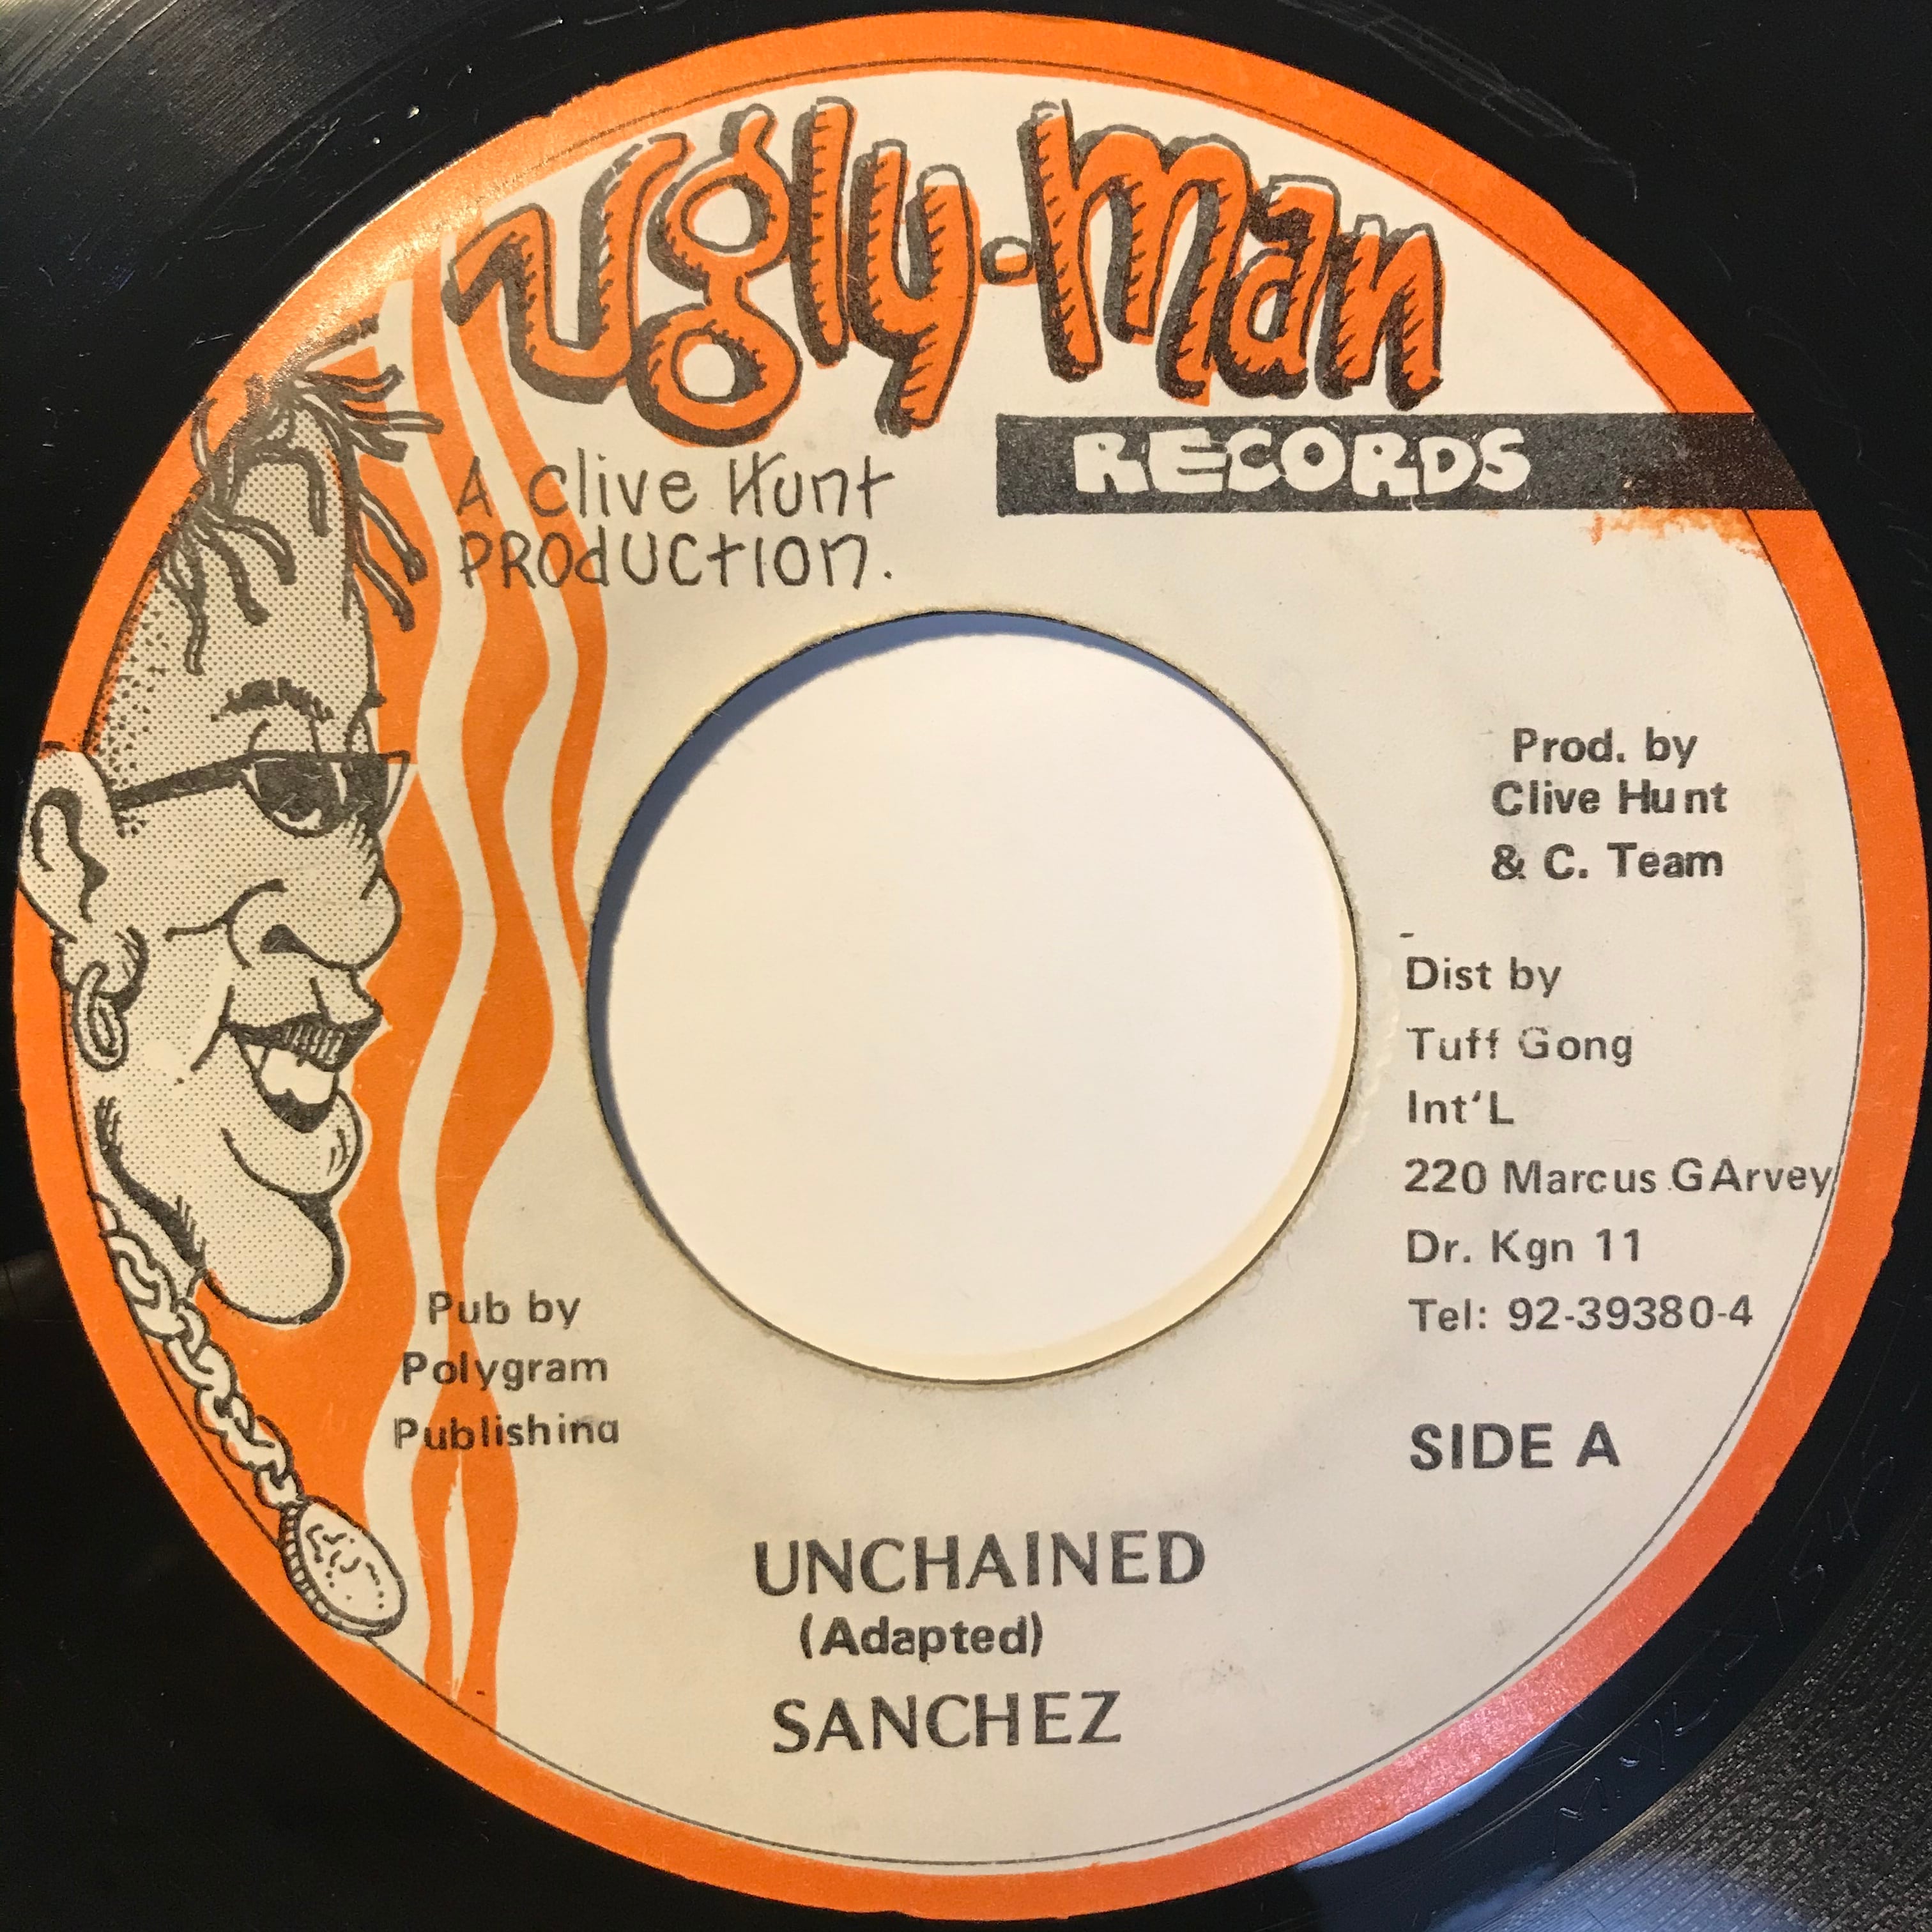 Ugly-Man
RECORDS
A Clive Hunt
PRODUCTION.
Prod. by
Clive Hunt
& C. Team
Dist by
Tuff Gong
Int'L
220 Marcus GArvey
Dr. Kgn 11
Tel: 92-39380-4
Pub by
Polygram
Publishing
SIDE A
UNCHAINED
(Adapted)
SANCHEZ